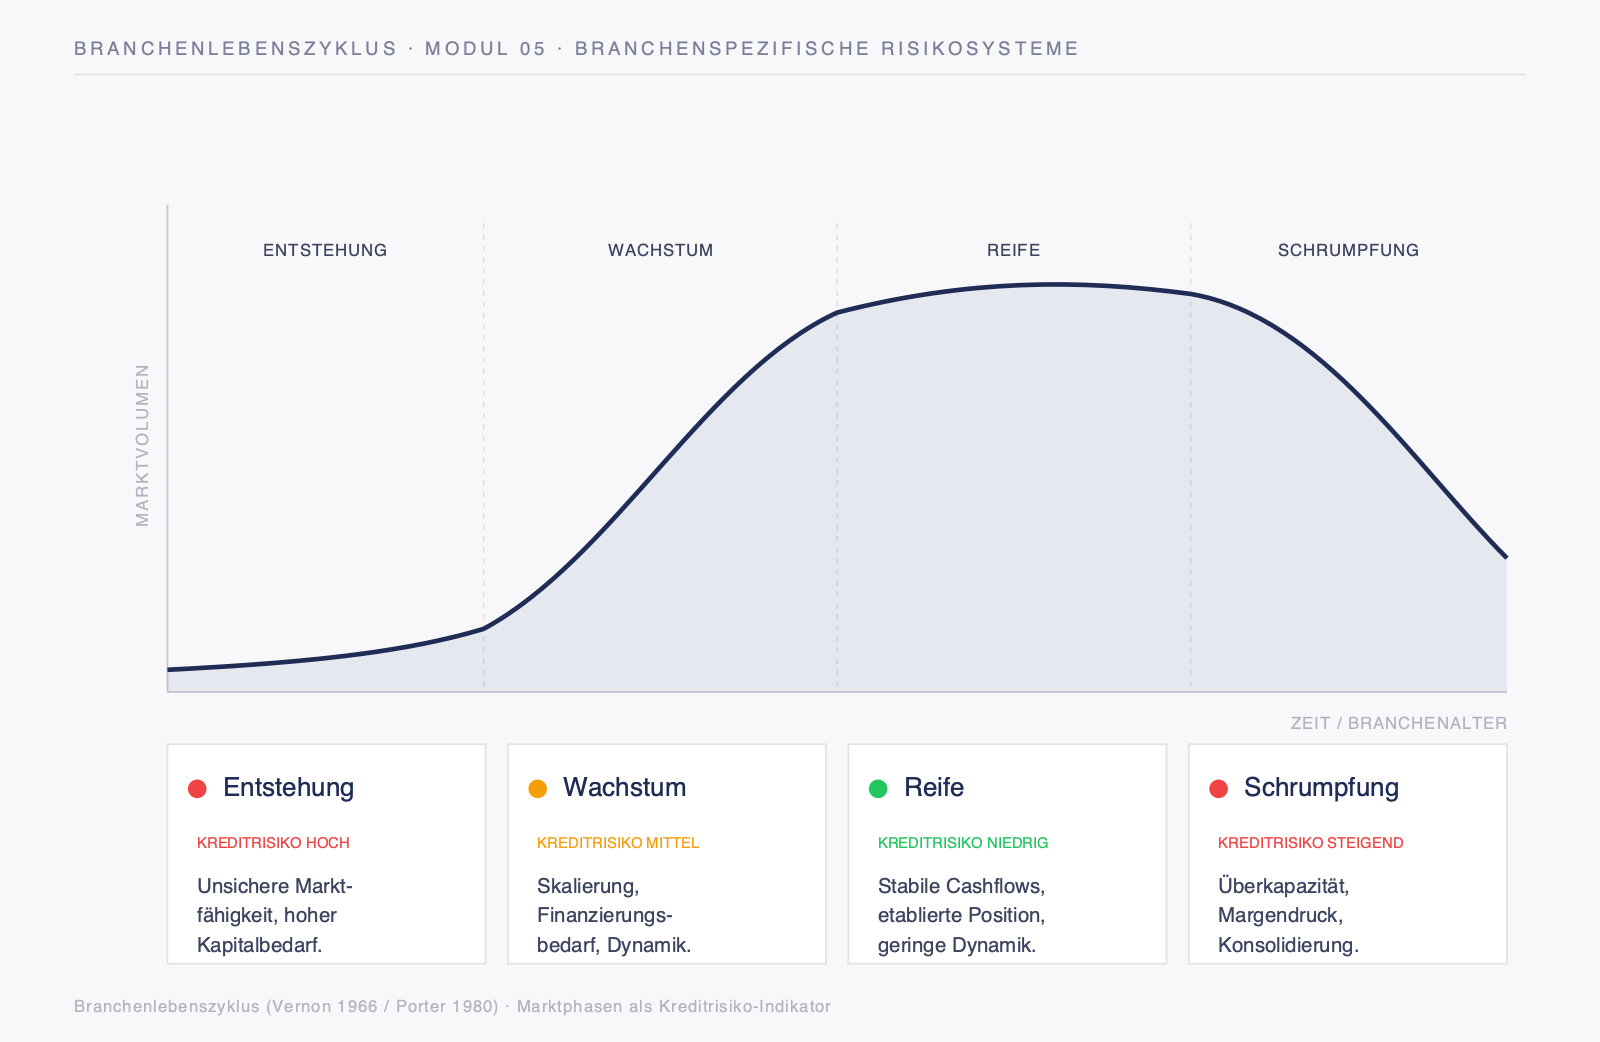 BRANCHENLEBENSZYKLUS · MODUL 05 · BRANCHENSPEZIFISCHE RISIKOSYSTEME
ENTSTEHUNG
WACHSTUM
REIFE
SCHRUMPFUNG
MARKTVOLUMEN
ZEIT / BRANCHENALTER
Entstehung
KREDITRISIKO HOCH
Unsichere Markt-
fähigkeit, hoher
Kapitalbedarf.
Wachstum
KREDITRISIKO MITTEL
Skalierung,
Finanzierungs-
bedarf, Dynamik.
Reife
KREDITRISIKO NIEDRIG
Stabile Cashflows,
etablierte Position,
geringe Dynamik.
Schrumpfung
KREDITRISIKO STEIGEND
Überkapazität,
Margendruck,
Konsolidierung.
Branchenlebenszyklus (Vernon 1966 / Porter 1980) · Marktphasen als Kreditrisiko-Indikator